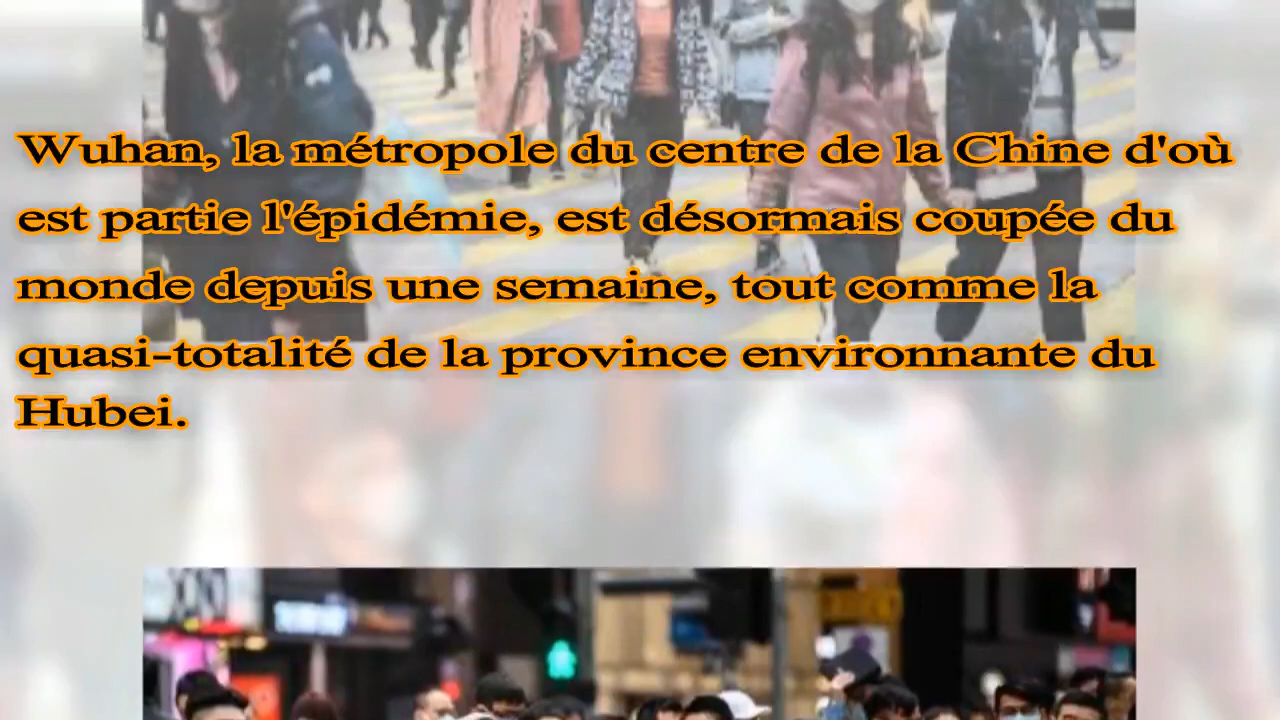 Wuhan, la métropole du centre de la Chine d'où
est partie l'épidémie, est désormais coupée du
monde depuis une semaine, tout comme la
quasi-totalité de la province environnante du
Hubei.